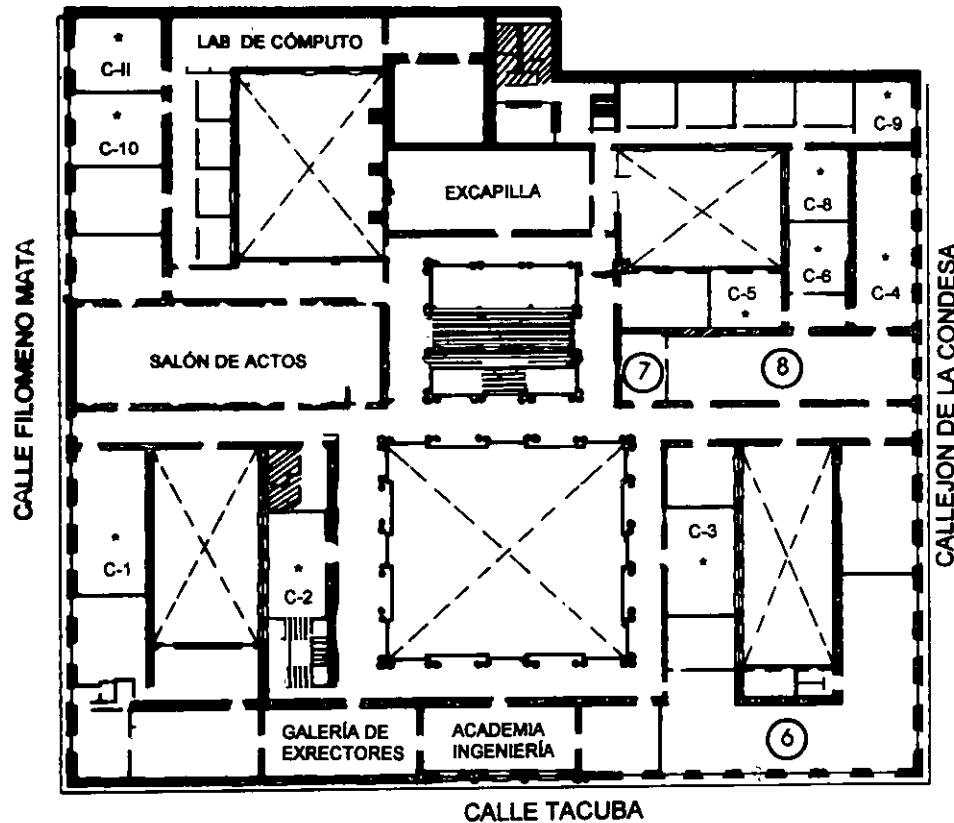 LAB DE CÓMPUTO
*
C-11
*
C-10
*
C-9
EXCAPILLA
*
C-8
*
C-6
*
C-4
C-5
*
SALÓN DE ACTOS
7
8
CALLE FILOMENO MATA
CALLEJON DE LA CONDESA
*
C-1
*
C-2
C-3
*
GALERÍA DE
EXRECTORES
ACADEMIA
INGENIERÍA
6
CALLE TACUBA